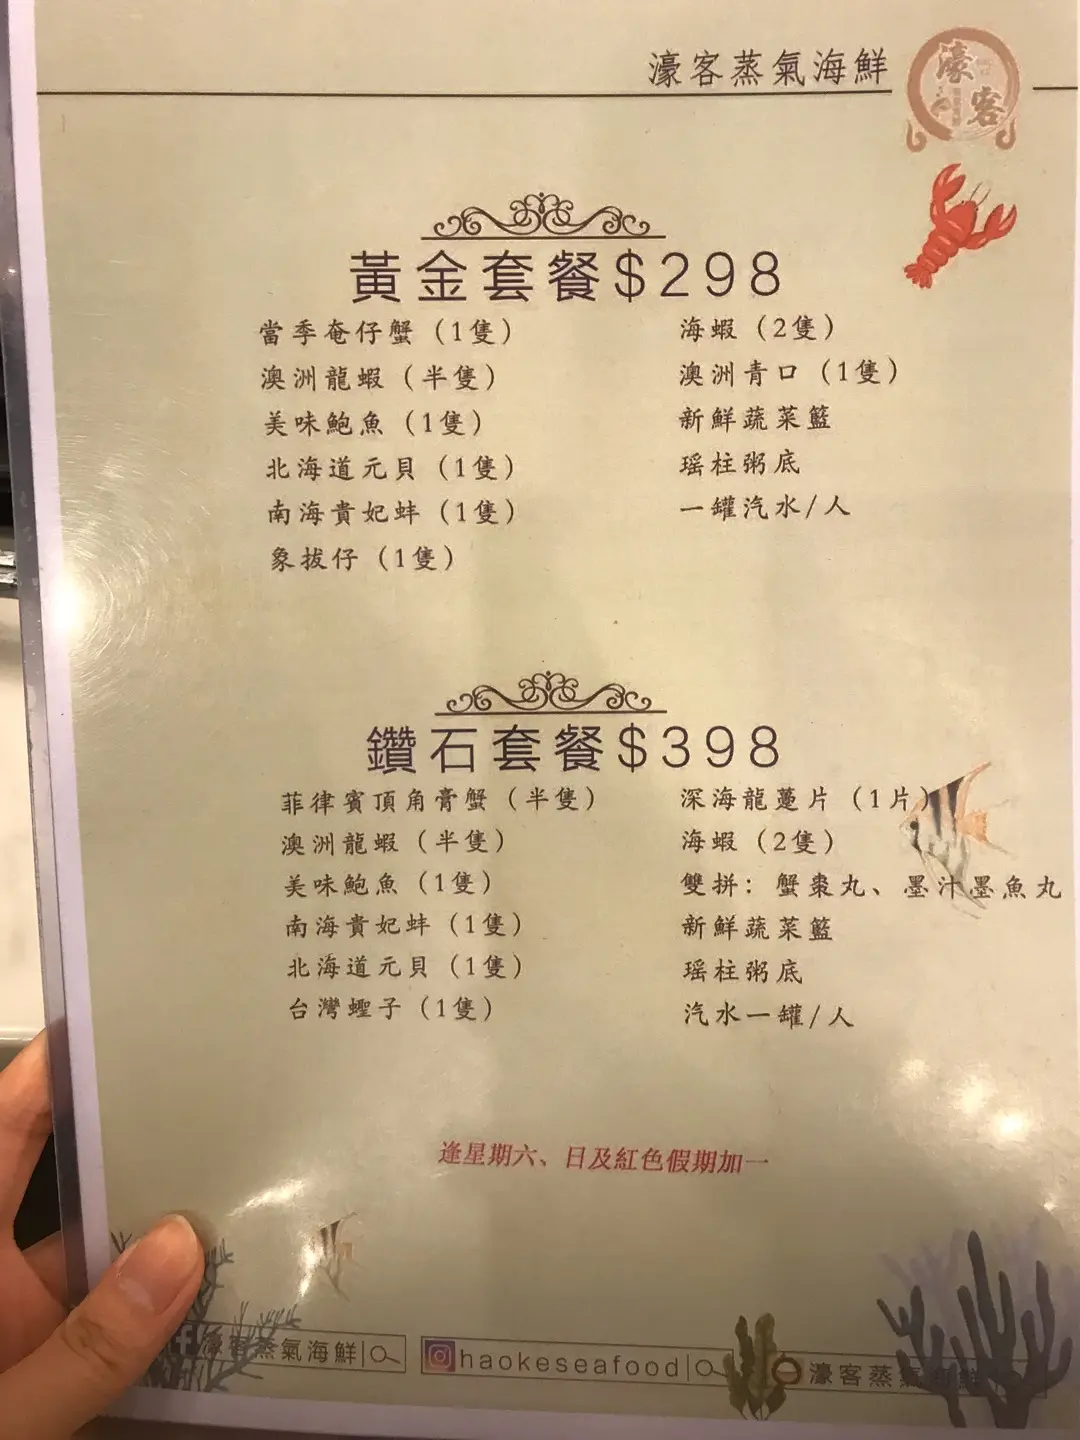 濠客蒸氣海鮮
濠
客
黃金套餐$298
當季奄仔蟹（1隻）
澳洲龍蝦（半隻）
美味鮑魚（1隻）
北海道元貝（1隻）
南海貴妃蚌（1隻）
象拔仔（1隻）
海蝦（2隻）
澳洲青口（1隻）
新鮮蔬菜籃
瑤柱粥底
一罐汽水/人
鑽石套餐$398
菲律賓頂角膏蟹（半隻）
澳洲龍蝦（半隻）
美味鮑魚（1隻）
南海貴妃蚌（1隻）
北海道元貝（1隻）
台灣蟶子（1隻）
深海龍躉片（1片）
海蝦（2隻）
雙拼：蟹棗丸、墨汁墨魚丸
新鮮蔬菜籃
瑤柱粥底
汽水一罐/人
逢星期六、日及紅色假期加一
濠客蒸氣海鮮
haokeseafood
濠客蒸氣海鮮